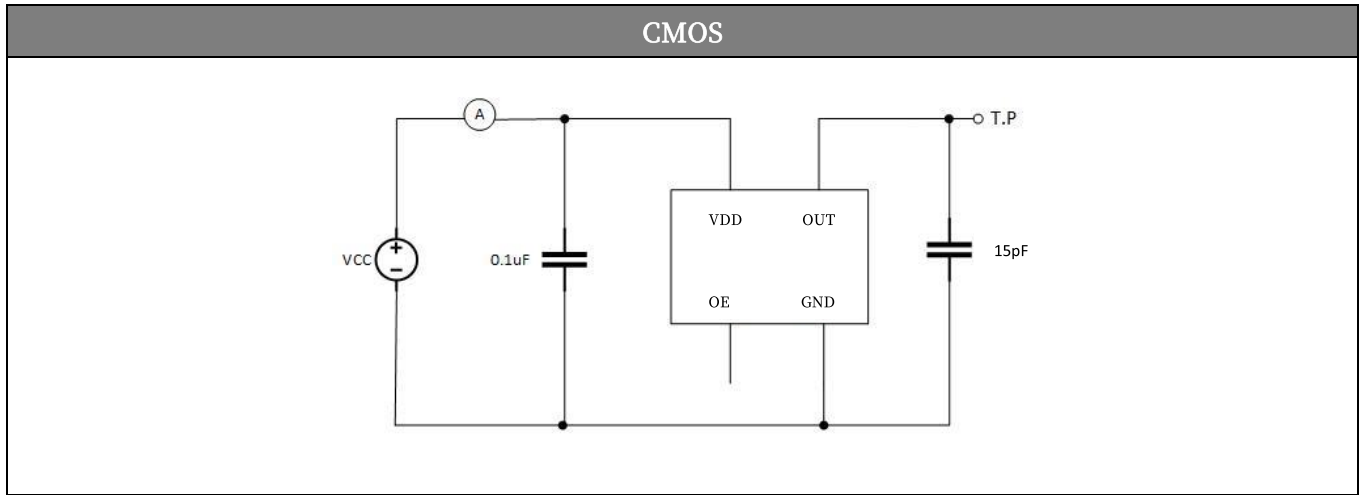 CMOS
A
T.P
VDD OUT
VCC
+
−
0.1uF
15pF
OE GND